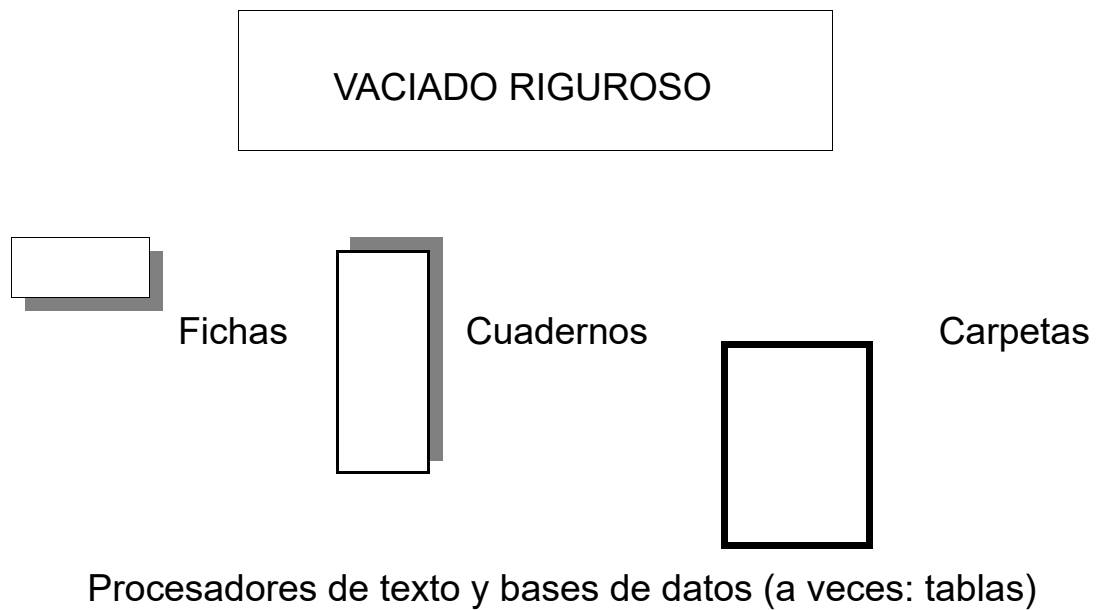 VACIADO RIGUROSO
Fichas
Cuadernos
Carpetas
Procesadores de texto y bases de datos (a veces: tablas)